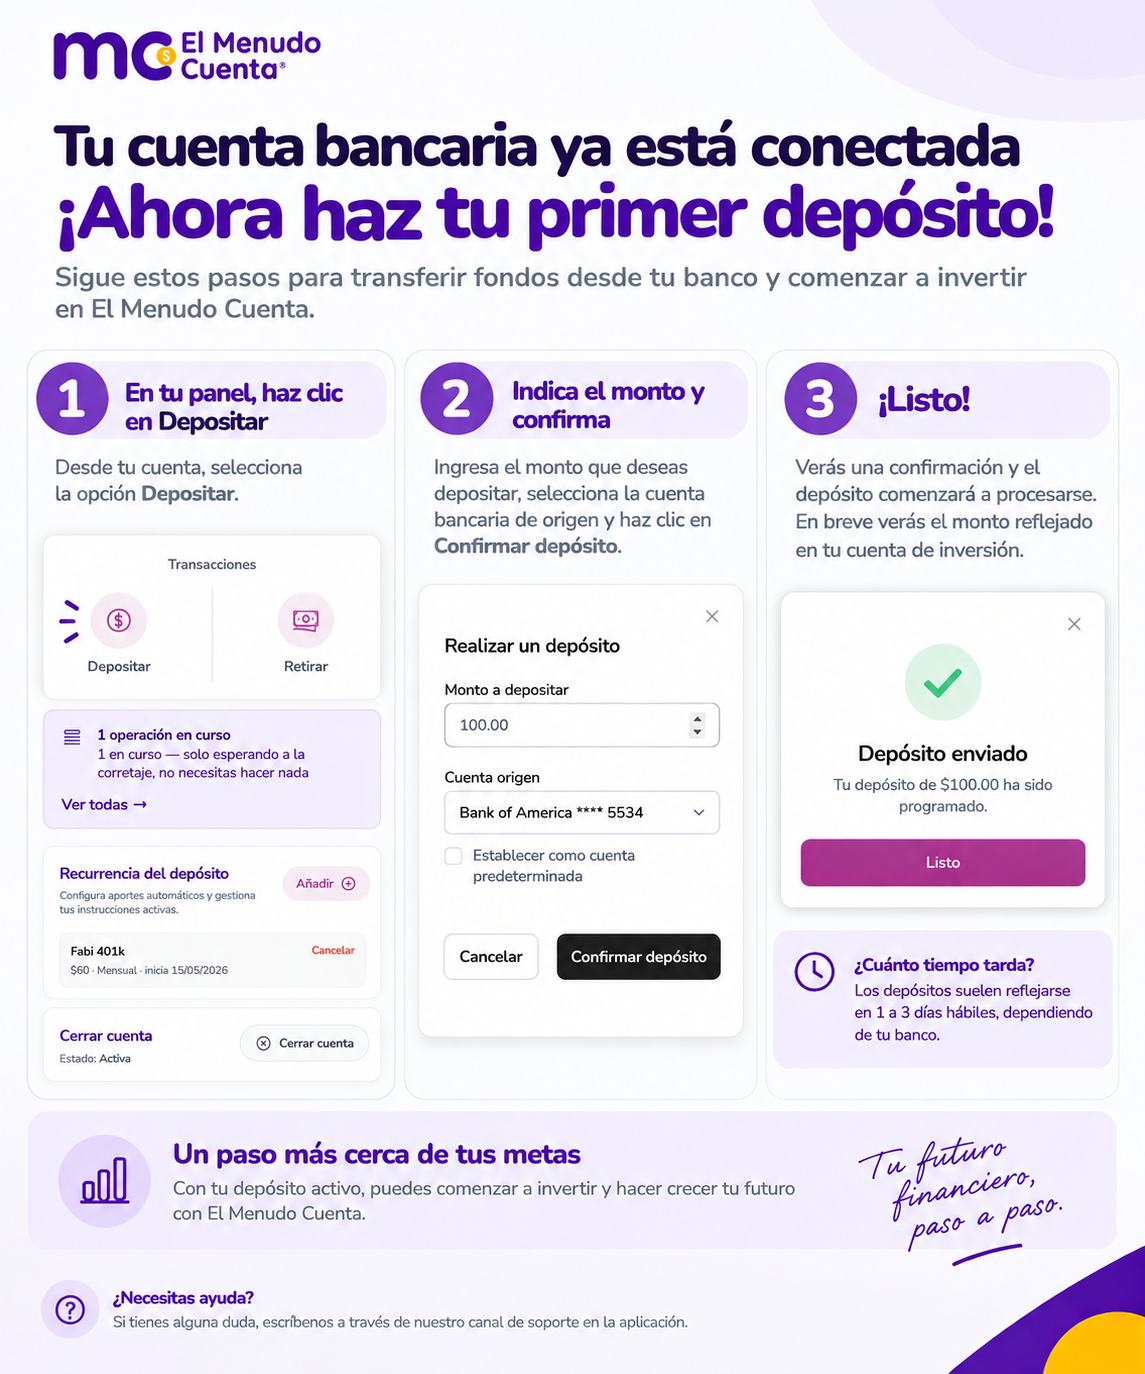 mc
$
El Menudo
Cuenta®
Tu cuenta bancaria ya está conectada
¡Ahora haz tu primer depósito!
Sigue estos pasos para transferir fondos desde tu banco y comenzar a invertir
en El Menudo Cuenta.
1
En tu panel, haz clic
en Depositar
Desde tu cuenta, selecciona
la opción Depositar.
Transacciones
$
Depositar
Retirar
1 operación en curso
1 en curso — solo esperando a la
corretaje, no necesitas hacer nada
Ver todas →
Recurrencia del depósito
Configura aportes automáticos y gestiona
tus instrucciones activas.
Añadir
Fabi 401k
Cancelar
$60 · Mensual · inicia 15/05/2026
Cerrar cuenta
Estado: Activa
Cerrar cuenta
2
Indica el monto y
confirma
Ingresa el monto que deseas
depositar, selecciona la cuenta
bancaria de origen y haz clic en
Confirmar depósito.
Realizar un depósito
Monto a depositar
100.00
Cuenta origen
Bank of America **** 5534
Establecer como cuenta
predeterminada
Cancelar
Confirmar depósito
3
¡Listo!
Verás una confirmación y el
depósito comenzará a procesarse.
En breve verás el monto reflejado
en tu cuenta de inversión.
Depósito enviado
Tu depósito de $100.00 ha sido
programado.
Listo
¿Cuánto tiempo tarda?
Los depósitos suelen reflejarse
en 1 a 3 días hábiles, dependiendo
de tu banco.
Un paso más cerca de tus metas
Con tu depósito activo, puedes comenzar a invertir y hacer crecer tu futuro
con El Menudo Cuenta.
Tu futuro
financiero,
paso a paso.
?
¿Necesitas ayuda?
Si tienes alguna duda, escríbenos a través de nuestro canal de soporte en la aplicación.